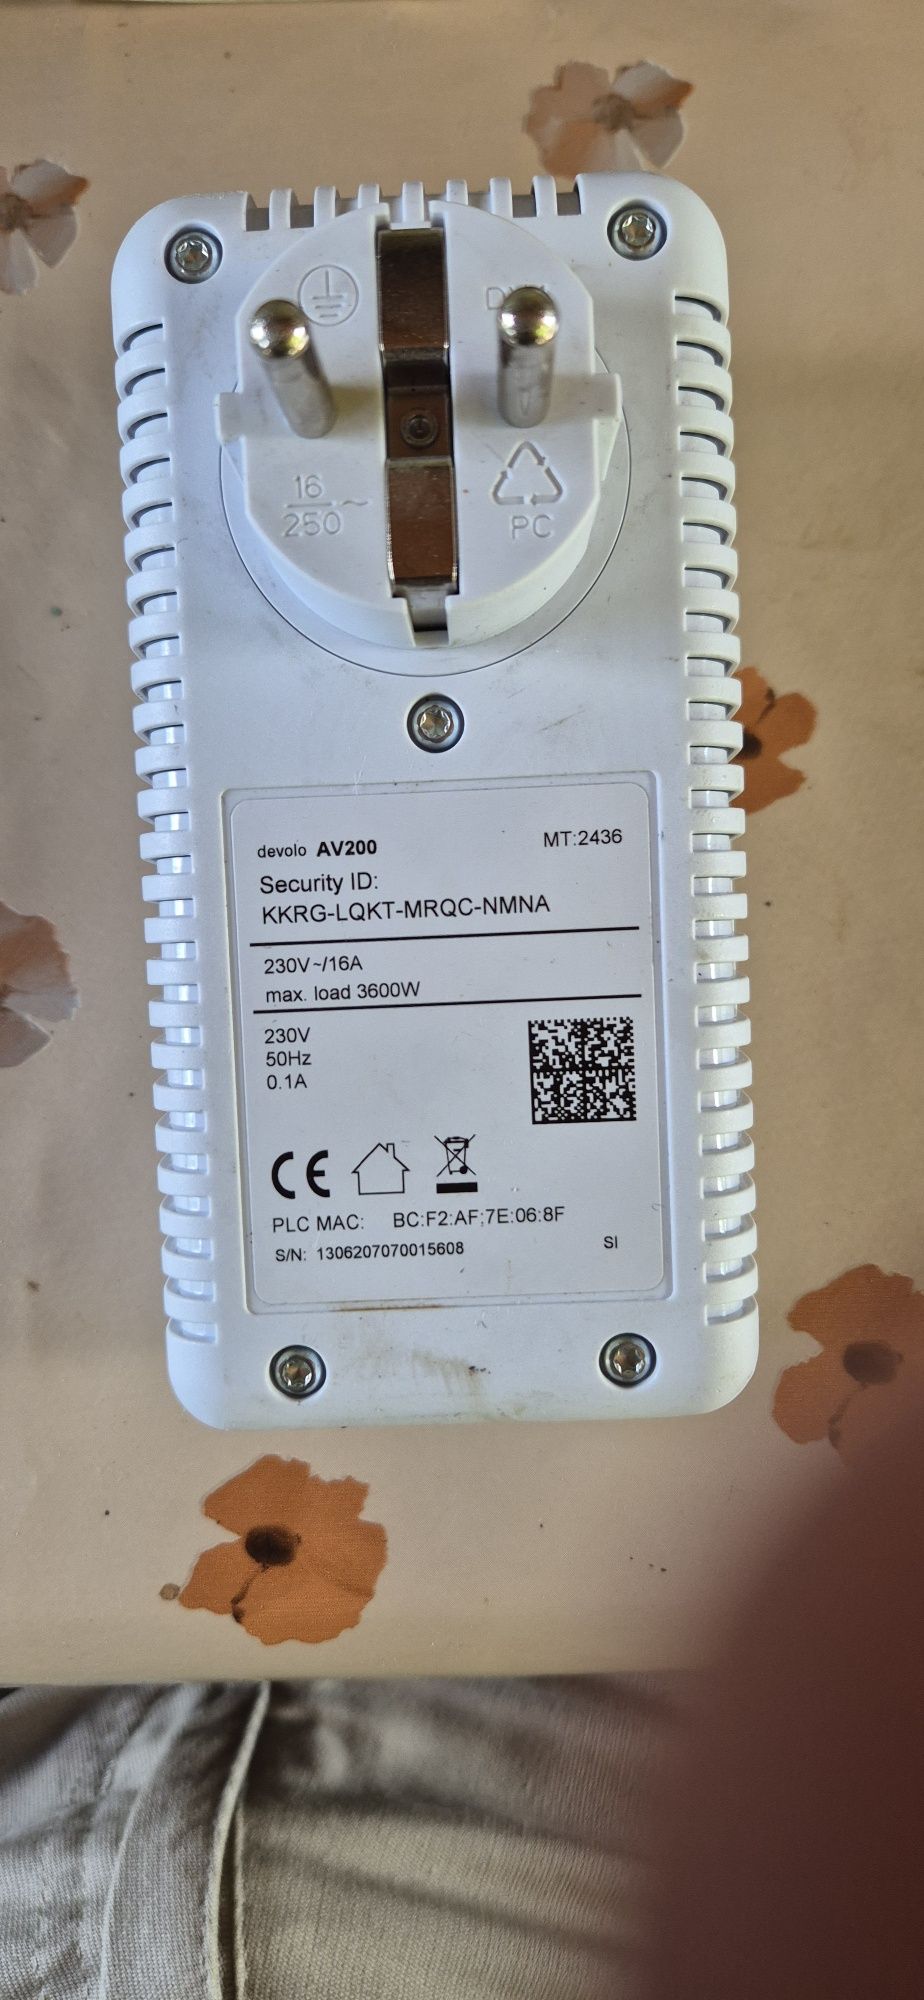 16
250 ~
PC
devolo AV200 MT:2436
Security ID:
KKRG-LQKT-MRQC-NMNA
230V~/16A
max. load 3600W
230V
50Hz
0.1A
CE
PLC MAC: BC:F2:AF:7E:06:8F
S/N: 1306207070015608 SI